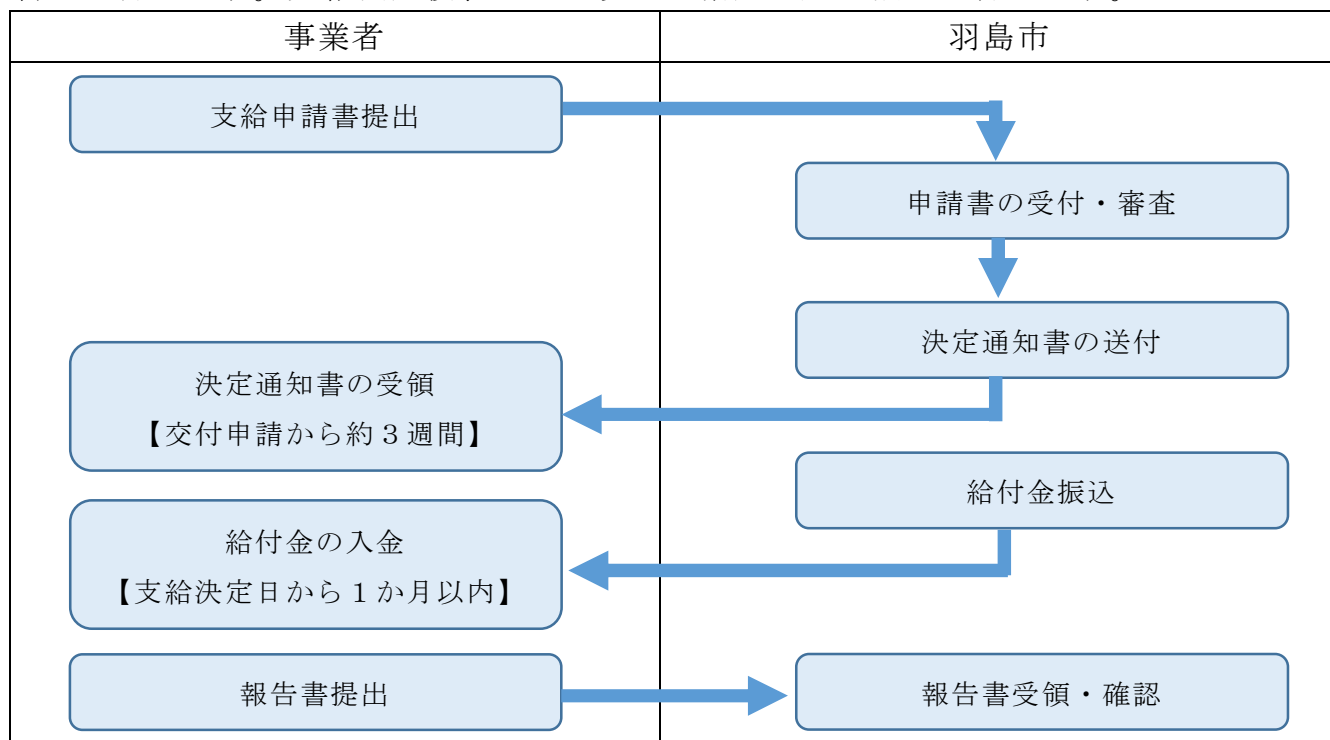 事業者
羽島市
支給申請書提出
申請書の受付・審査
決定通知書の送付
決定通知書の受領
【交付申請から約３週間】
給付金振込
給付金の入金
【支給決定日から１か月以内】
報告書提出
報告書受領・確認